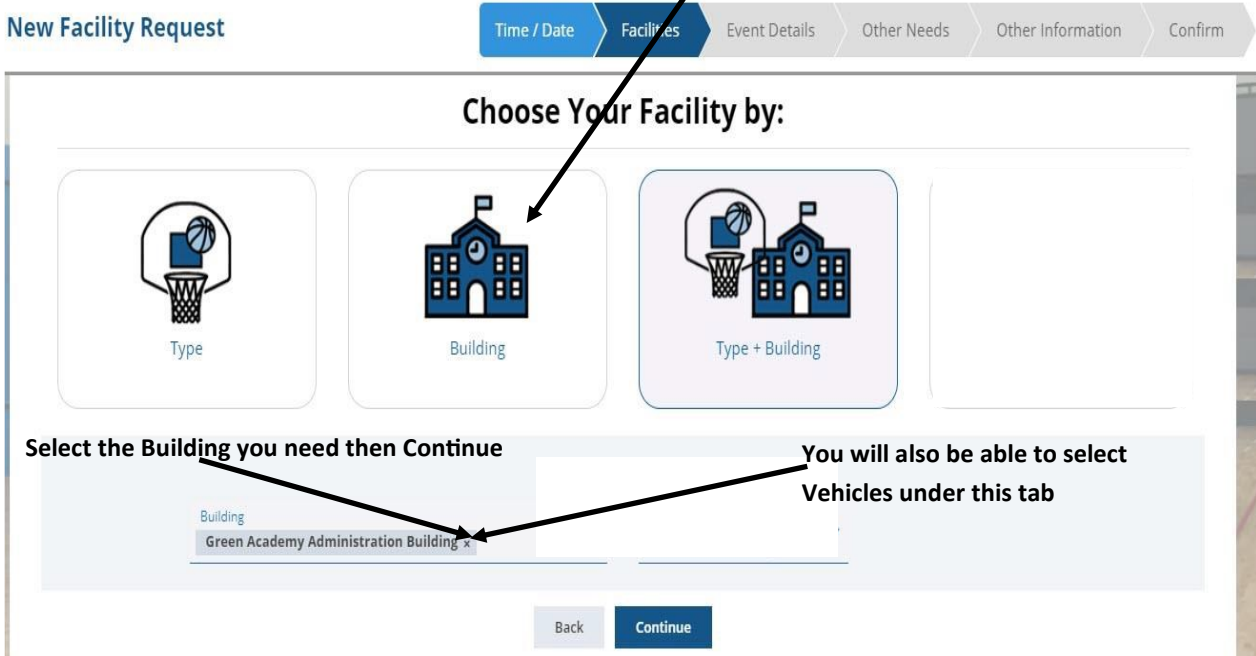 New Facility Request
Time / Date
Facilities
Event Details
Other Needs
Other Information
Confirm
Choose Your Facility by:
Type
Building
Type + Building
Select the Building you need then Continue
You will also be able to select
Vehicles under this tab
Building
Green Academy Administration Building ×
Back
Continue